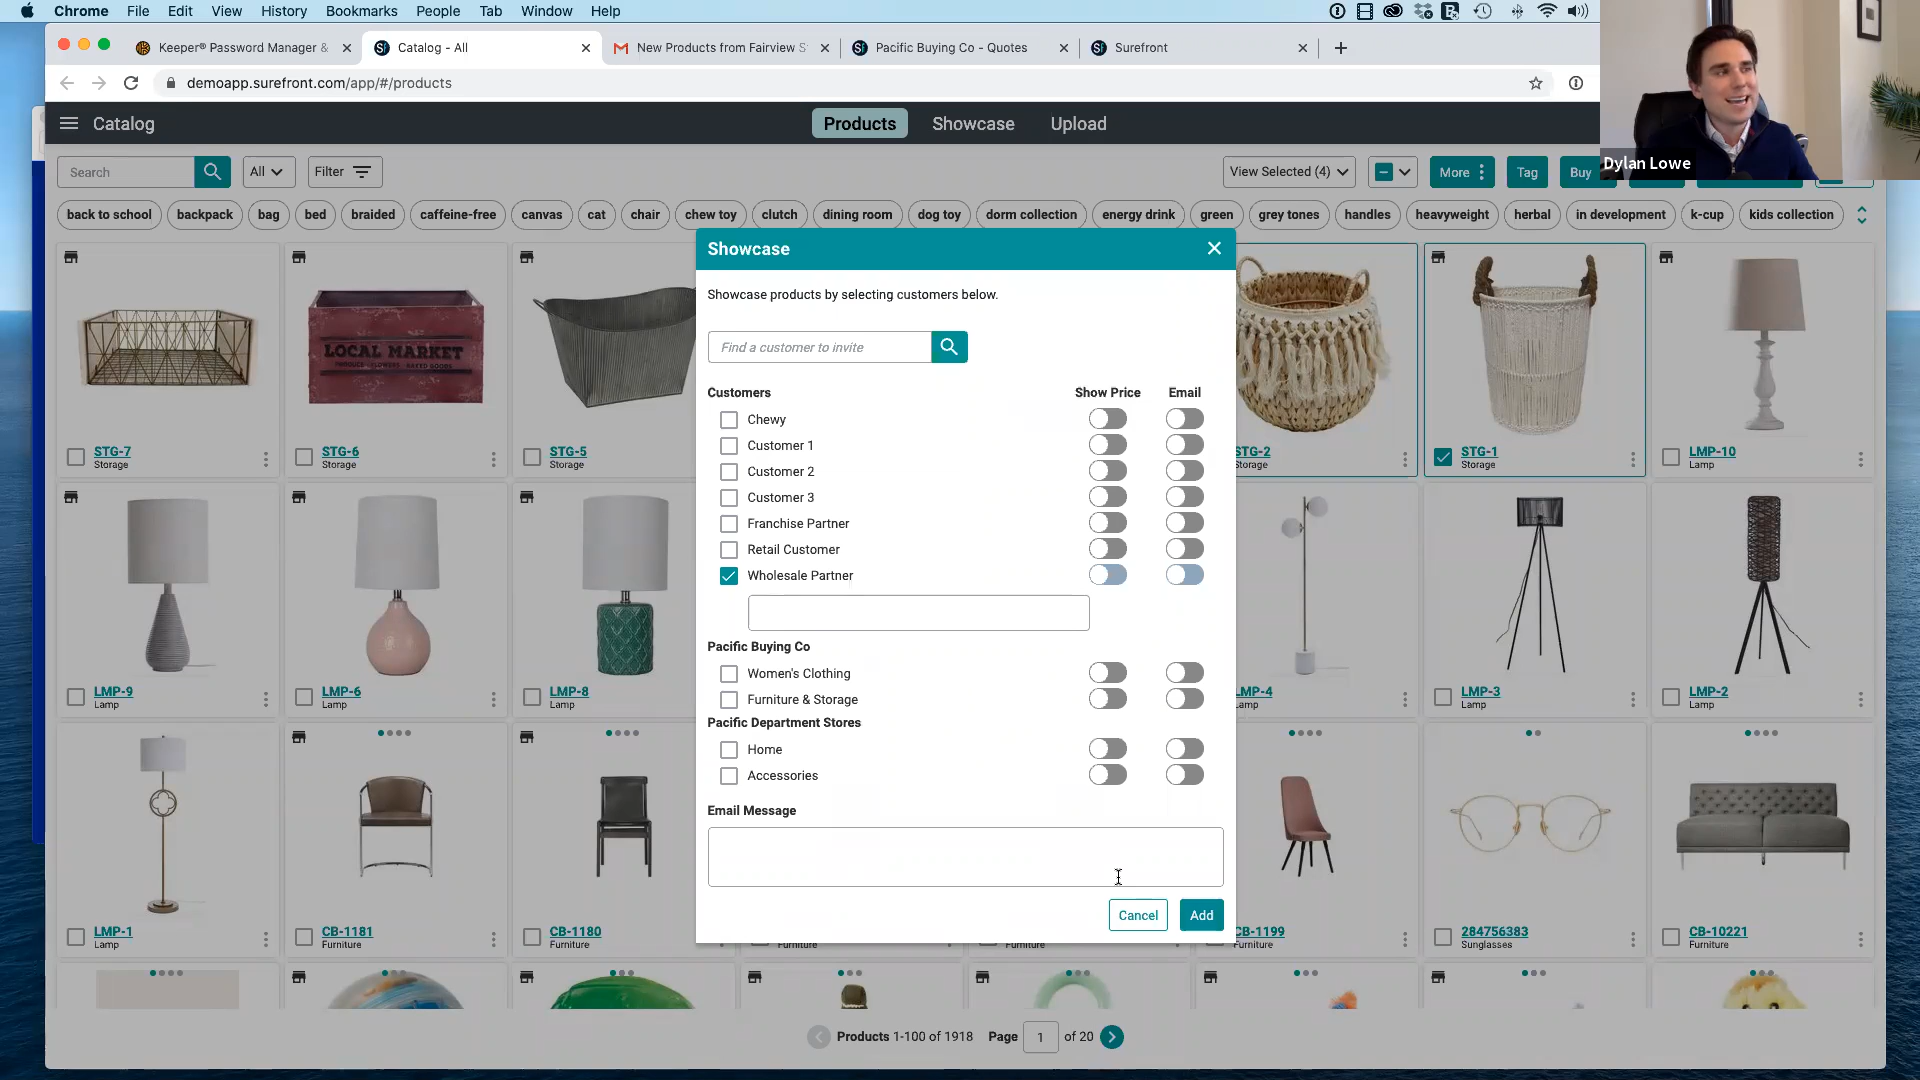 Chrome File Edit View History Bookmarks People Tab Window Help
Keeper® Password Manager &
Catalog - All
New Products from Fairview S
Pacific Buying Co - Quotes
Surefront
demoapp.surefront.com/app/#/products
Catalog
Products
Showcase
Upload
Dylan Lowe
Search
All
Filter
View Selected (4)
More
Tag
Buy
back to school
backpack
bag
bed
braided
caffeine-free
canvas
cat
chair
chew toy
clutch
dining room
dog toy
dorm collection
energy drink
green
grey tones
handles
heavyweight
herbal
in development
k-cup
kids collection
LOCAL MARKET
STG-7
Storage
STG-6
Storage
STG-5
Storage
STG-2
Storage
STG-1
Storage
LMP-10
Lamp
LMP-9
Lamp
LMP-6
Lamp
LMP-8
Lamp
LMP-4
Lamp
LMP-3
Lamp
LMP-2
Lamp
LMP-1
Lamp
CB-1181
Furniture
CB-1180
Furniture
Furniture
Furniture
CB-1199
Furniture
284756383
Sunglasses
CB-10221
Furniture
Showcase
Showcase products by selecting customers below.
Find a customer to invite
Customers Show Price Email
Chewy
Customer 1
Customer 2
Customer 3
Franchise Partner
Retail Customer
Wholesale Partner
Pacific Buying Co
Women's Clothing
Furniture & Storage
Pacific Department Stores
Home
Accessories
Email Message
Cancel
Add
Products 1-100 of 1918 Page 1 of 20